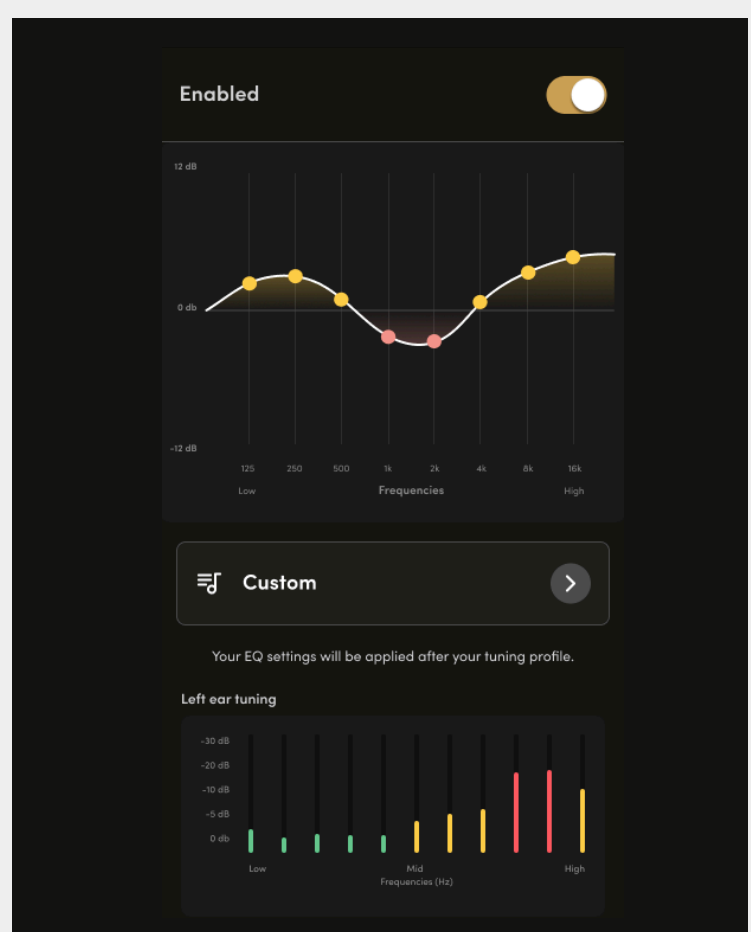 Enabled
12 dB
0 db
-12 dB
125 250 500 1k 2k 4k 8k 16k
Low Frequencies High
Custom
Your EQ settings will be applied after your tuning profile.
Left ear tuning
-30 dB
-20 dB
-10 dB
-5 dB
0 db
Low Mid High
Frequencies (Hz)